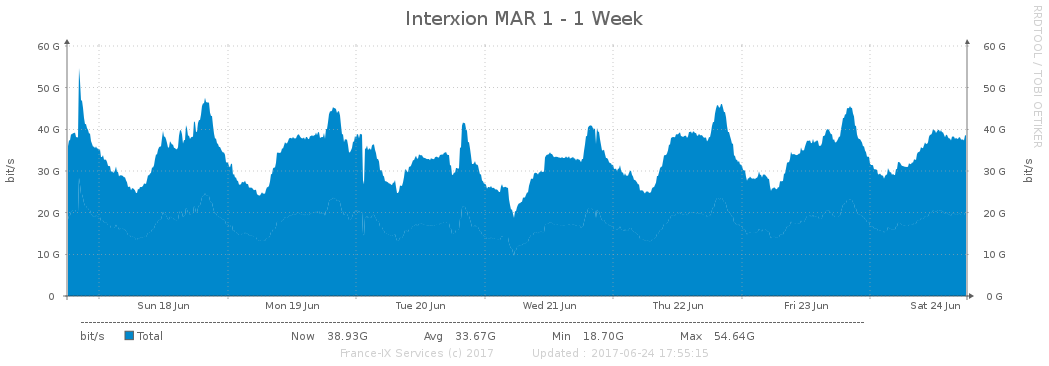 Interxion MAR 1 - 1 Week
RRDTOOL / TOBI OETIKER
60 G 60 G
50 G 50 G
40 G 40 G
30 G 30 G
20 G 20 G
10 G 10 G
0 0 G
bit/s
bit/s
Sun 18 Jun Mon 19 Jun Tue 20 Jun Wed 21 Jun Thu 22 Jun Fri 23 Jun Sat 24 Jun
bit/s Total Now 38.93G Avg 33.67G Min 18.70G Max 54.64G
France-IX Services (c) 2017 Updated : 2017-06-24 17:55:15